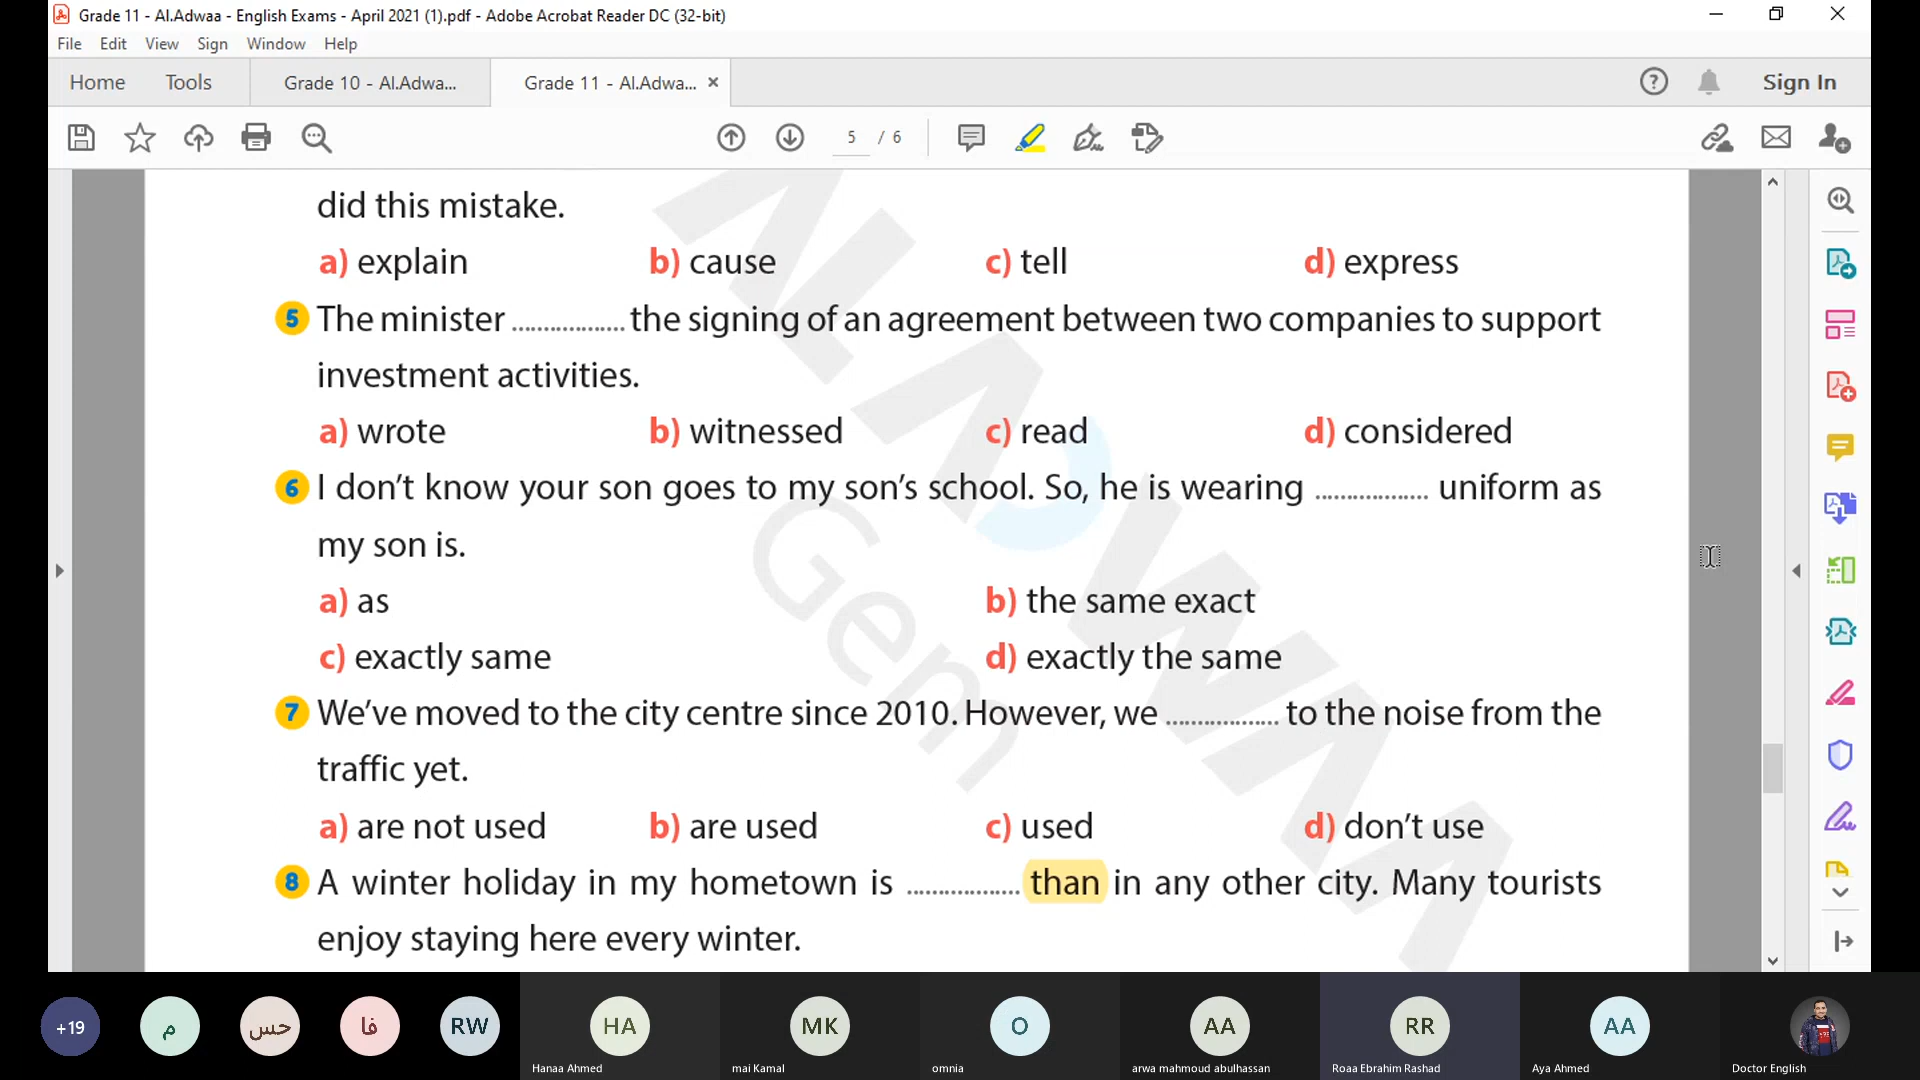 Grade 11 - Al.Adwaa - English Exams - April 2021 (1).pdf - Adobe Acrobat Reader DC (32-bit)
File Edit View Sign Window Help
Home Tools Grade 10 - Al.Adwa... Grade 11 - Al.Adwa... × Sign In
5 / 6
did this mistake.
a) explain b) cause c) tell d) express
5 The minister .................. the signing of an agreement between two companies to support
investment activities.
a) wrote b) witnessed c) read d) considered
6 I don't know your son goes to my son's school. So, he is wearing .................. uniform as
my son is.
a) as b) the same exact
c) exactly same d) exactly the same
7 We've moved to the city centre since 2010. However, we .................. to the noise from the
traffic yet.
a) are not used b) are used c) used d) don't use
8 A winter holiday in my hometown is .................. than in any other city. Many tourists
enjoy staying here every winter.
ALADWAA
Gem
+19 م حس فا RW HA MK O AA RR AA
Hanaa Ahmed mai Kamal omnia arwa mahmoud abulhassan Roaa Ebrahim Rashad Aya Ahmed Doctor English